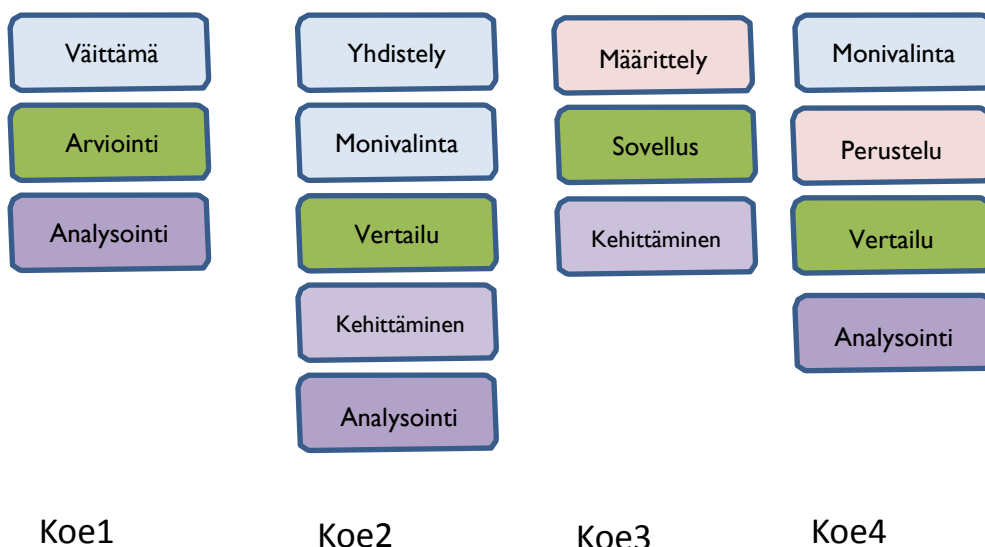 Väittämä
Arviointi
Analysointi
Koe1
Yhdistely
Monivalinta
Vertailu
Kehittäminen
Analysointi
Koe2
Määrittely
Sovellus
Kehittäminen
Koe3
Monivalinta
Perustelu
Vertailu
Analysointi
Koe4